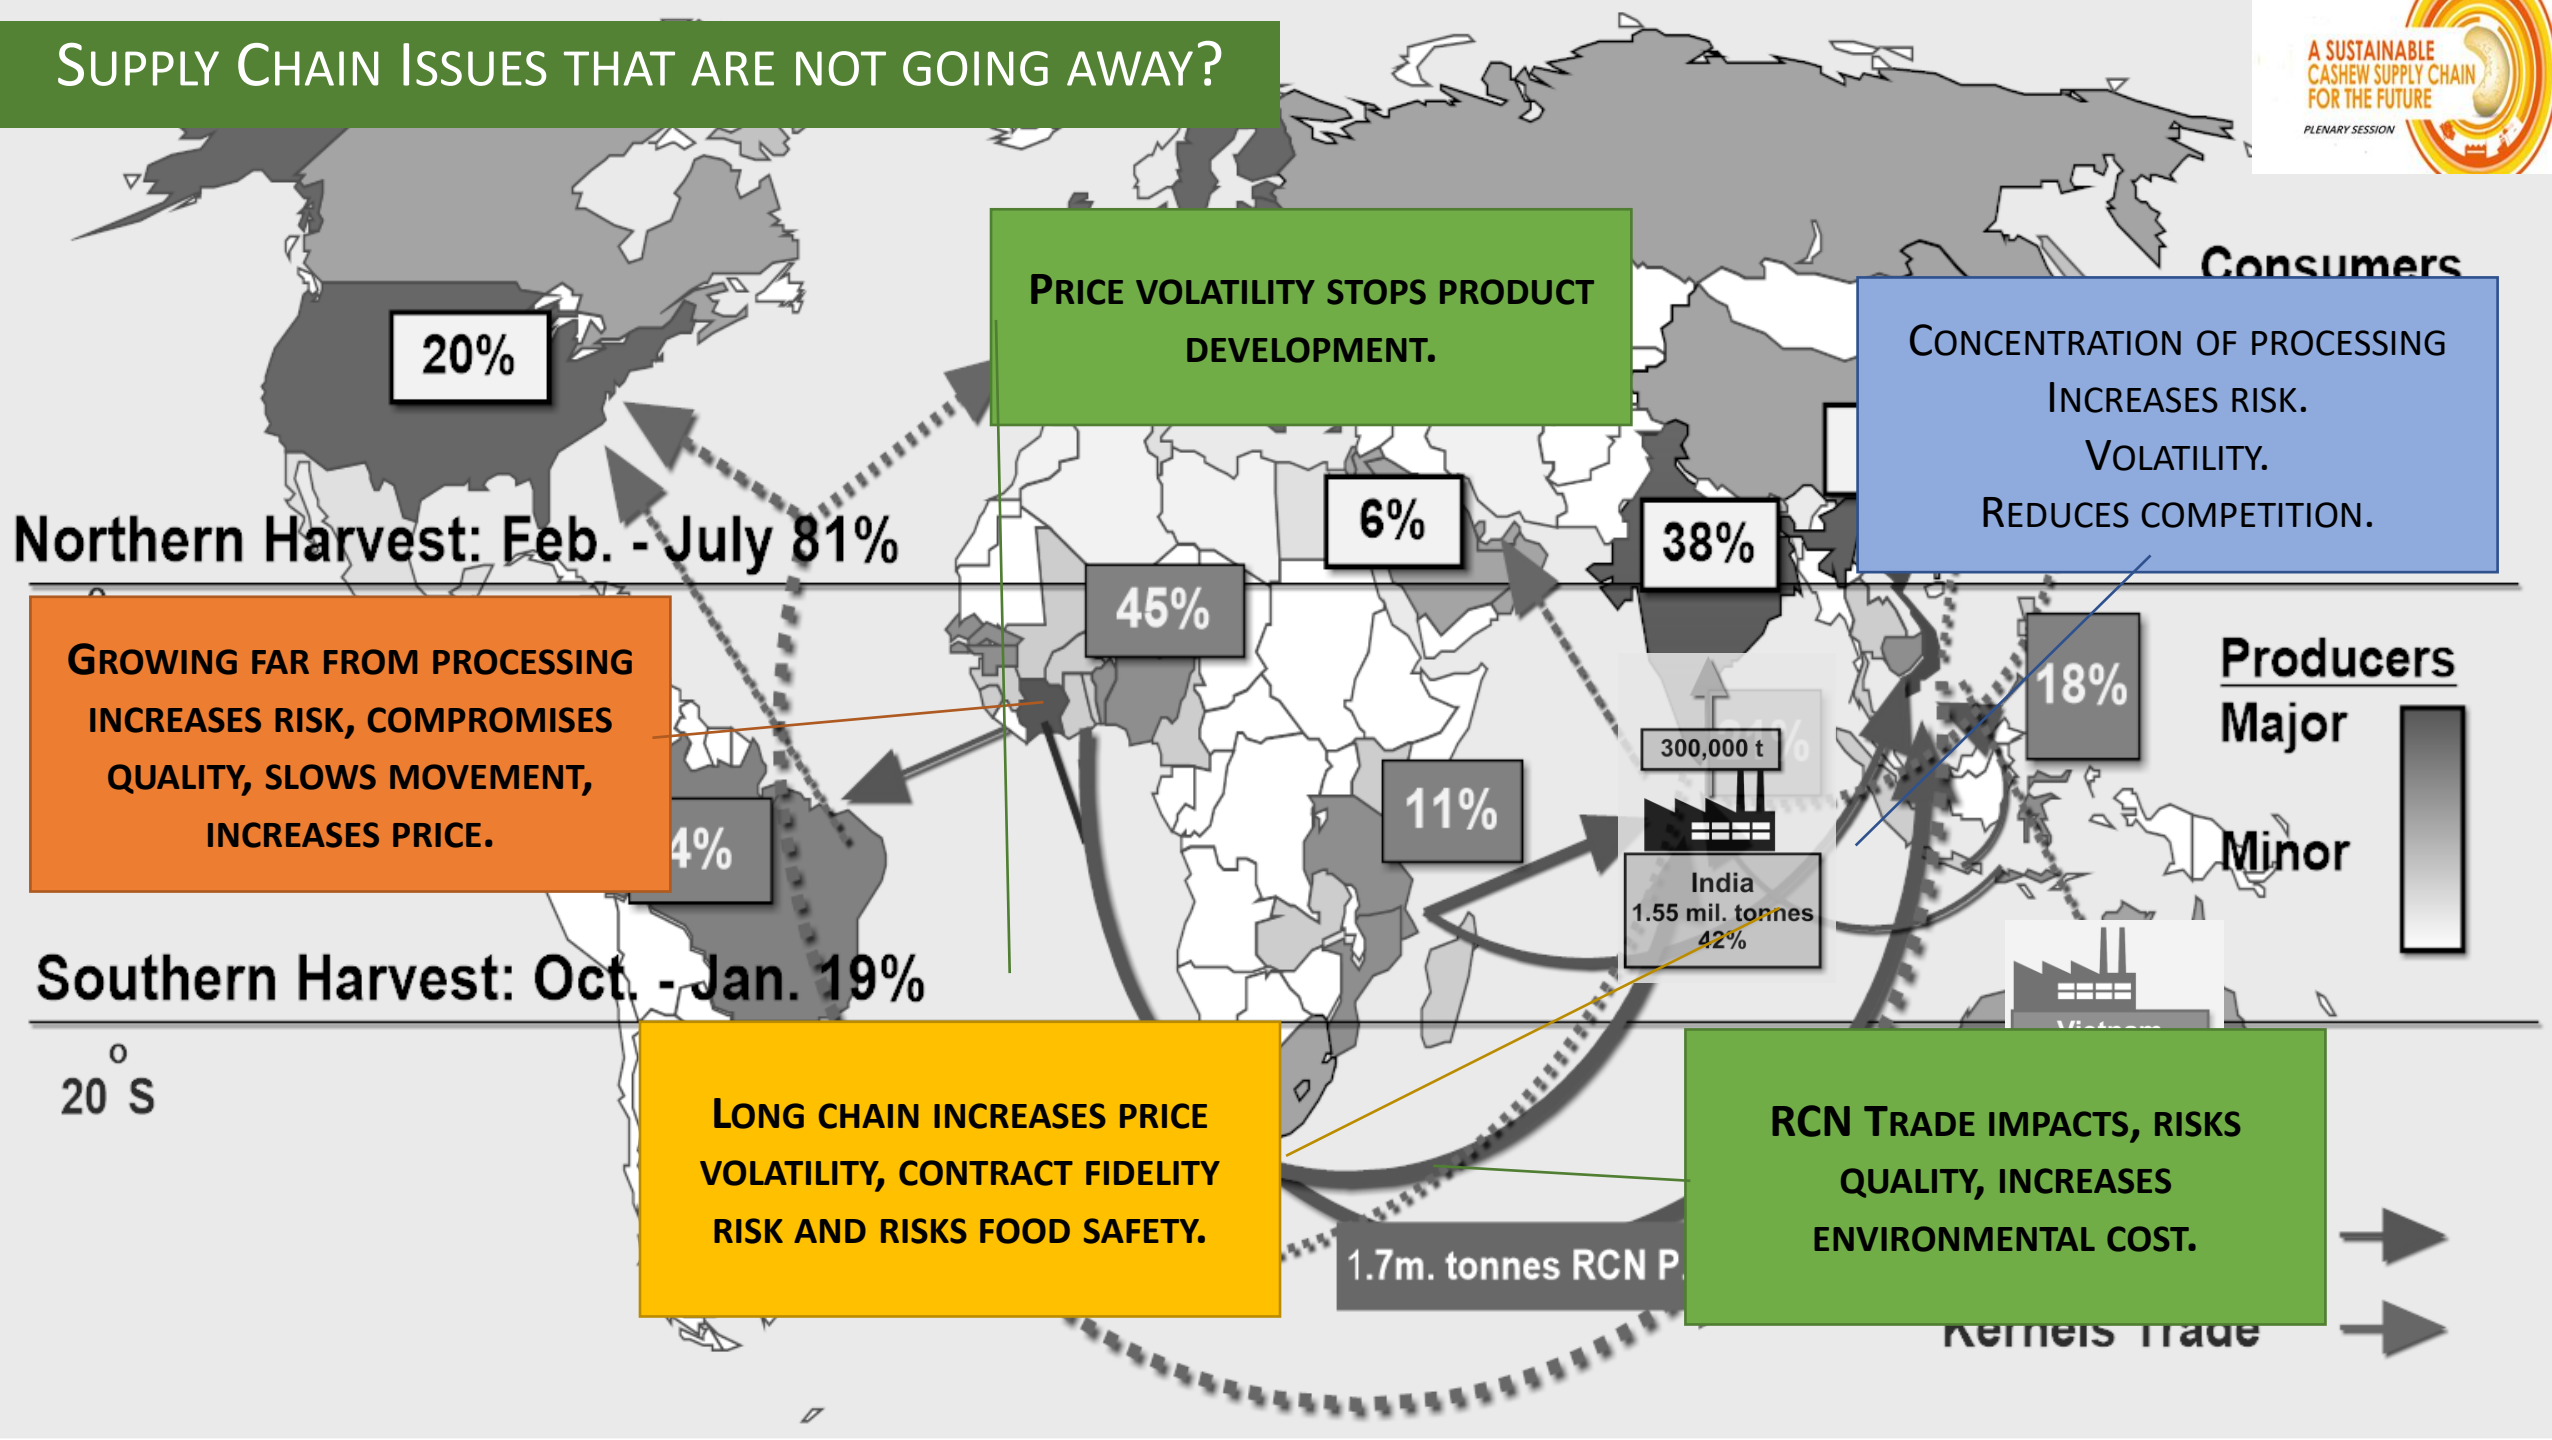 SUPPLY CHAIN ISSUES THAT ARE NOT GOING AWAY?
A SUSTAINABLE
CASHEW SUPPLY CHAIN
FOR THE FUTURE
PLENARY SESSION
Consumers
PRICE VOLATILITY STOPS PRODUCT
DEVELOPMENT.
CONCENTRATION OF PROCESSING
INCREASES RISK.
VOLATILITY.
REDUCES COMPETITION.
20%
6%
38%
Northern Harvest: Feb. - July 81%
45%
GROWING FAR FROM PROCESSING
INCREASES RISK, COMPROMISES
QUALITY, SLOWS MOVEMENT,
INCREASES PRICE.
18%
Producers
Major
Minor
300,000 t
11%
4%
India
1.55 mil. tonnes
42%
Southern Harvest: Oct. - Jan. 19%
Vietnam
20 °S
LONG CHAIN INCREASES PRICE
VOLATILITY, CONTRACT FIDELITY
RISK AND RISKS FOOD SAFETY.
RCN TRADE IMPACTS, RISKS
QUALITY, INCREASES
ENVIRONMENTAL COST.
1.7m. tonnes RCN P
Kernels Trade